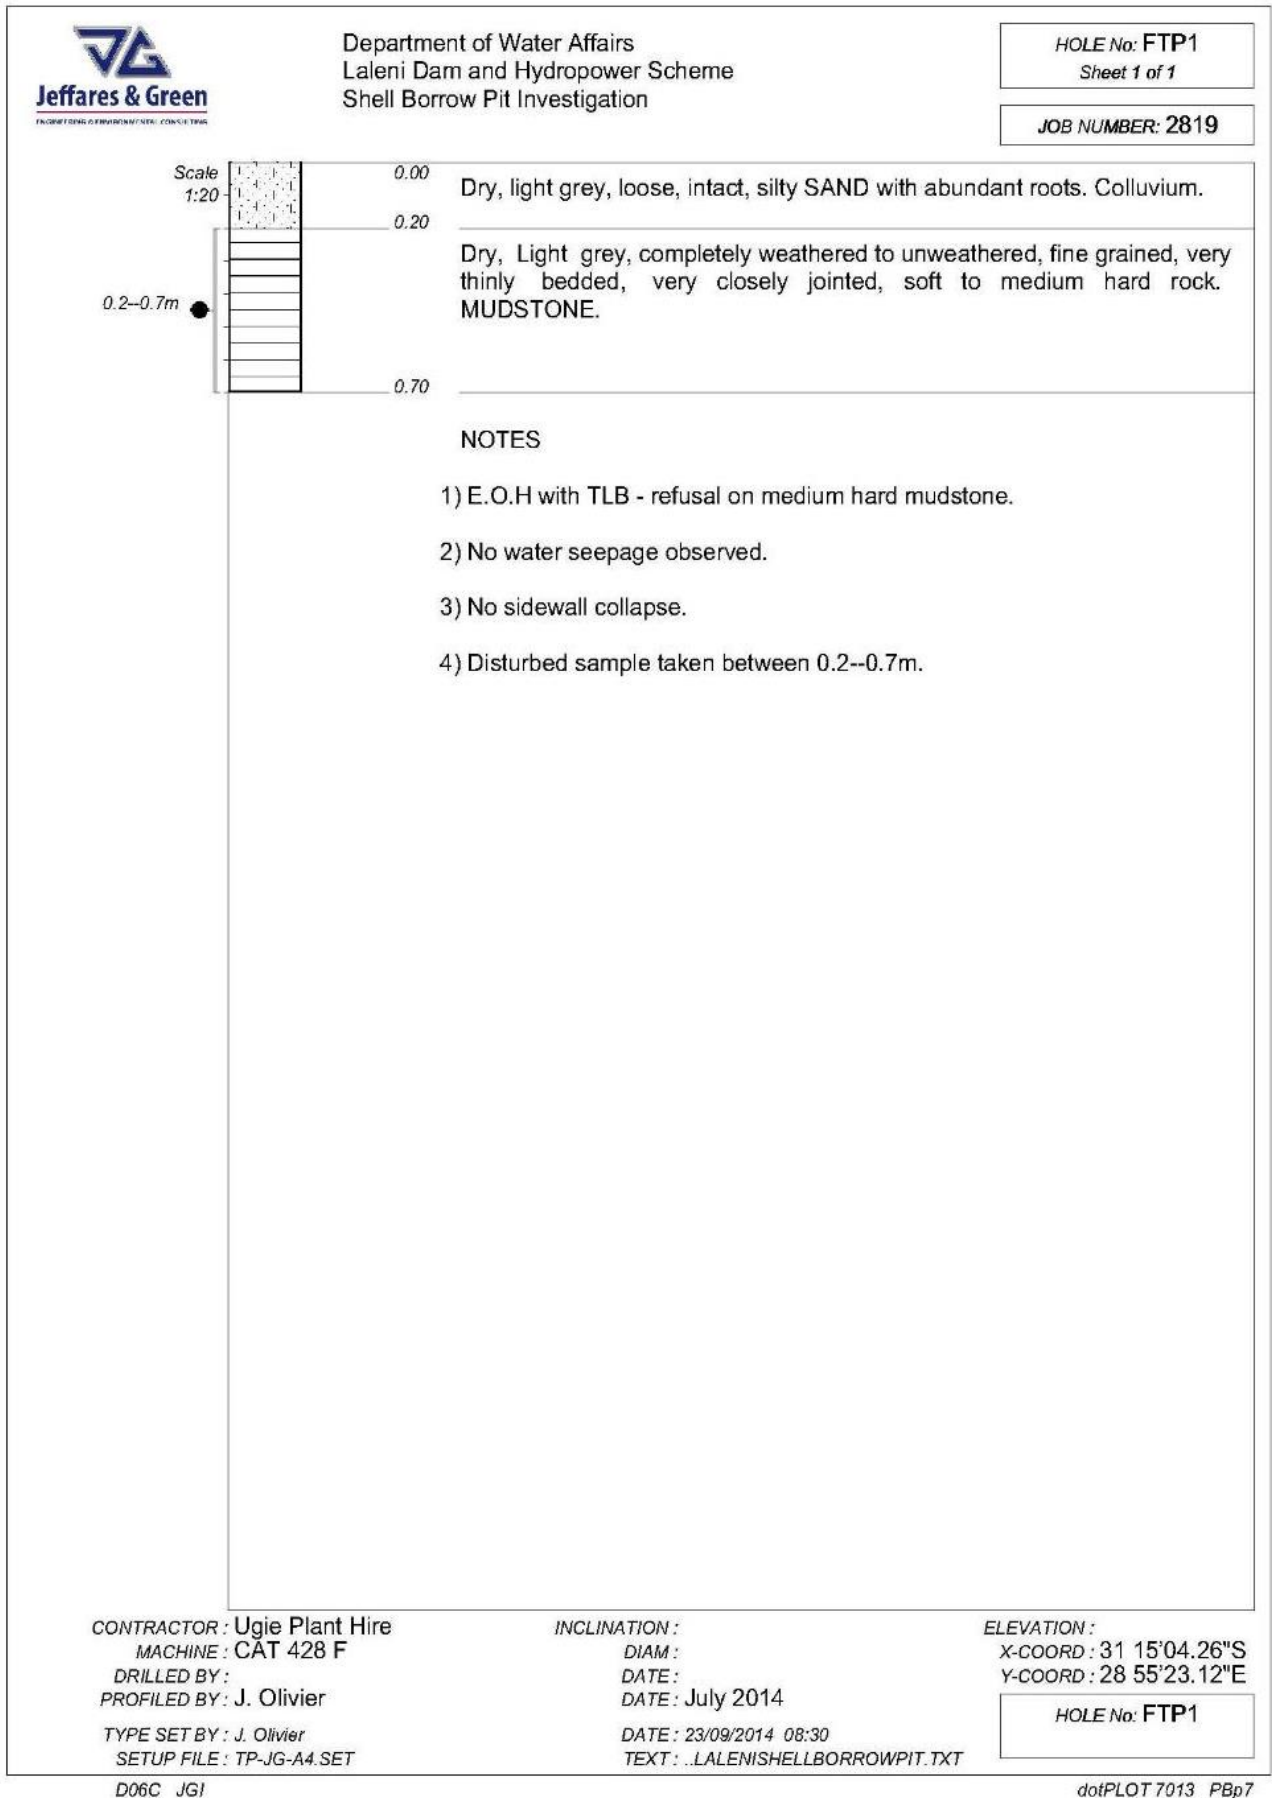 Jeffares & Green
ENGINEERING & ENVIRONMENTAL CONSULTING
Department of Water Affairs
Laleni Dam and Hydropower Scheme
Shell Borrow Pit Investigation
HOLE No: FTP1
Sheet 1 of 1
JOB NUMBER: 2819
Scale
1:20
0.00
Dry, light grey, loose, intact, silty SAND with abundant roots. Colluvium.
0.20
Dry, Light grey, completely weathered to unweathered, fine grained, very
thinly bedded, very closely jointed, soft to medium hard rock.
MUDSTONE.
0.2--0.7m
0.70
NOTES
1) E.O.H with TLB - refusal on medium hard mudstone.
2) No water seepage observed.
3) No sidewall collapse.
4) Disturbed sample taken between 0.2--0.7m.
CONTRACTOR : Ugie Plant Hire
MACHINE : CAT 428 F
DRILLED BY :
PROFILED BY : J. Olivier
TYPE SET BY : J. Olivier
SETUP FILE : TP-JG-A4.SET
INCLINATION :
DIAM :
DATE :
DATE : July 2014
DATE : 23/09/2014 08:30
TEXT : ..LALENISHELLBORROWPIT.TXT
ELEVATION :
X-COORD : 31 15'04.26"S
Y-COORD : 28 55'23.12"E
HOLE No: FTP1
D06C JGI
dotPLOT 7013 PBp7